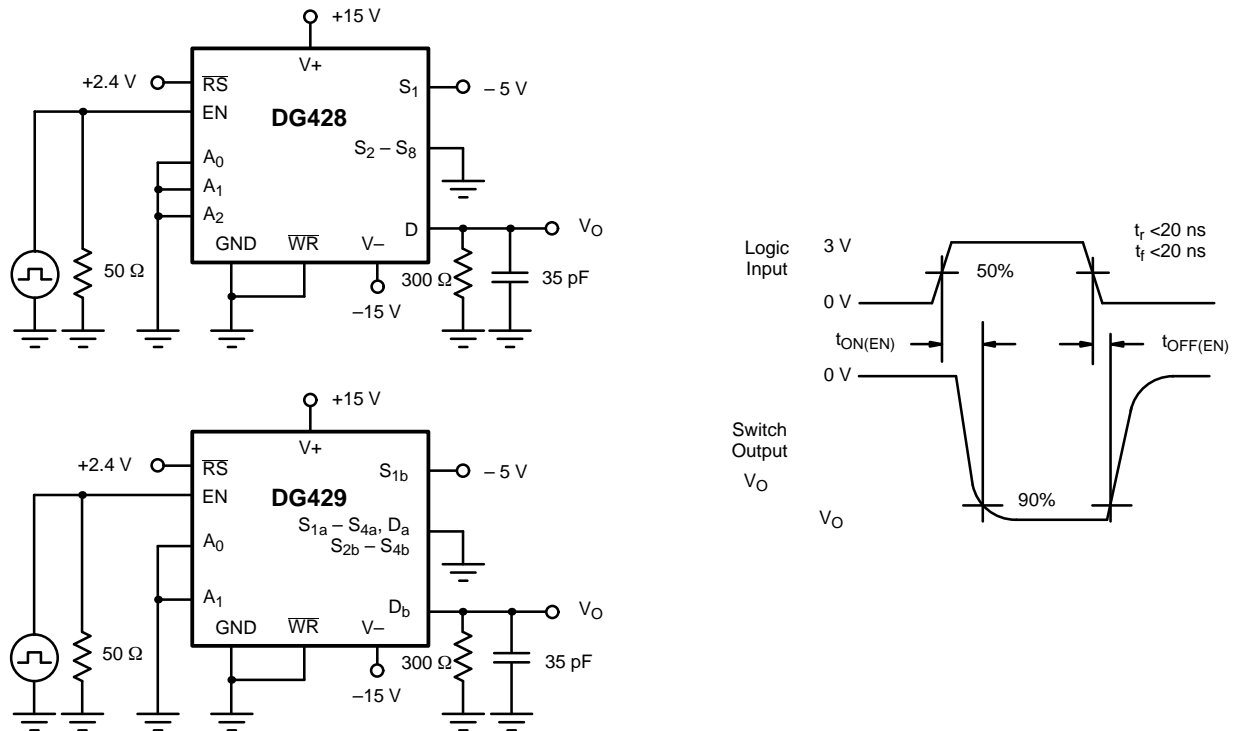 +15 V
V+
+2.4 V
RS
EN
DG428
S1
– 5 V
S2 – S8
A0
A1
A2
D
VO
GND
WR
V–
50 Ω
–15 V
300 Ω
35 pF
+15 V
V+
+2.4 V
RS
EN
DG429
S1b
– 5 V
S1a – S4a, Da
S2b – S4b
A0
A1
Db
VO
GND
WR
V–
50 Ω
–15 V
300 Ω
35 pF
Logic
Input
3 V
50%
tr <20 ns
tf <20 ns
0 V
tON(EN)
tOFF(EN)
0 V
Switch
Output
VO
VO
90%